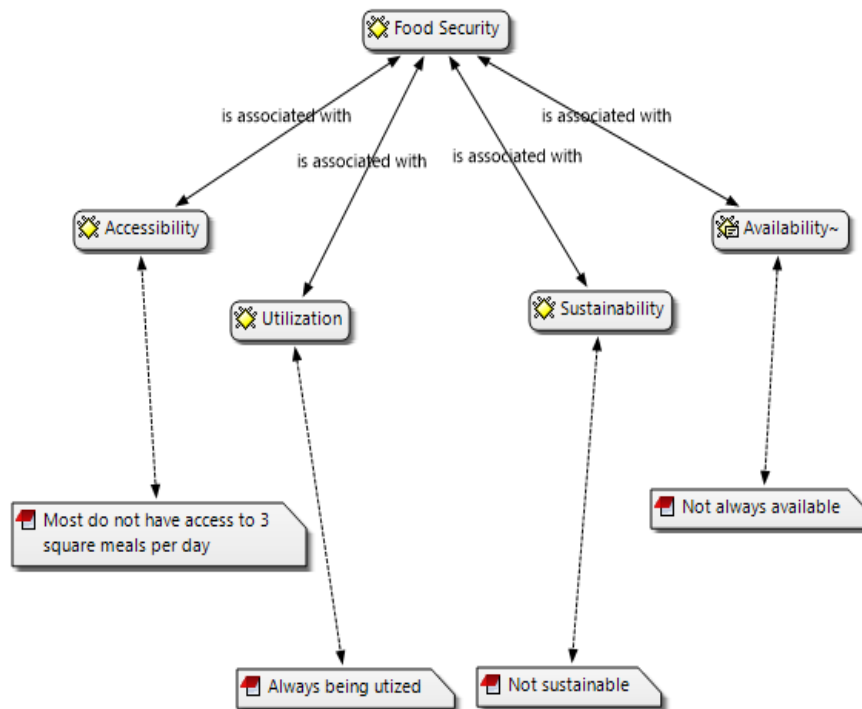 Food Security
is associated with
is associated with
is associated with
is associated with
Accessibility
Availability~
Utilization
Sustainability
Most do not have access to 3
square meals per day
Not always available
Always being utized
Not sustainable